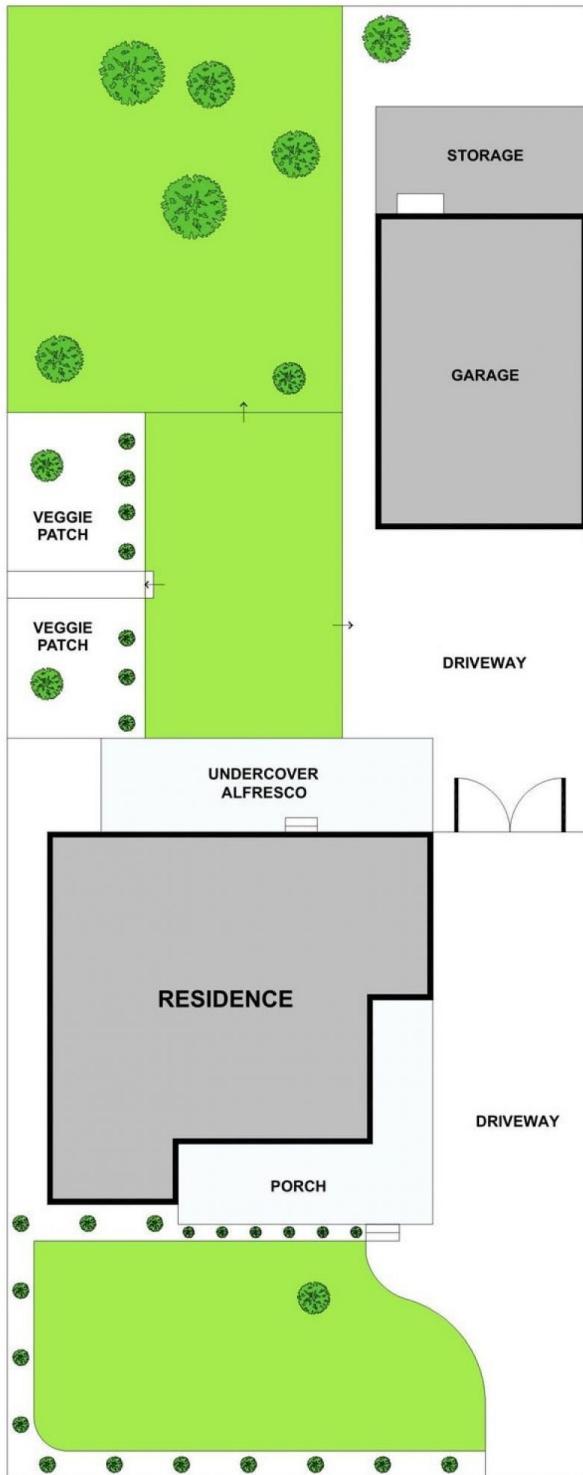 STORAGE
GARAGE
VEGGIE
PATCH
VEGGIE
PATCH
DRIVEWAY
UNDERCOVER
ALFRESCO
RESIDENCE
DRIVEWAY
PORCH